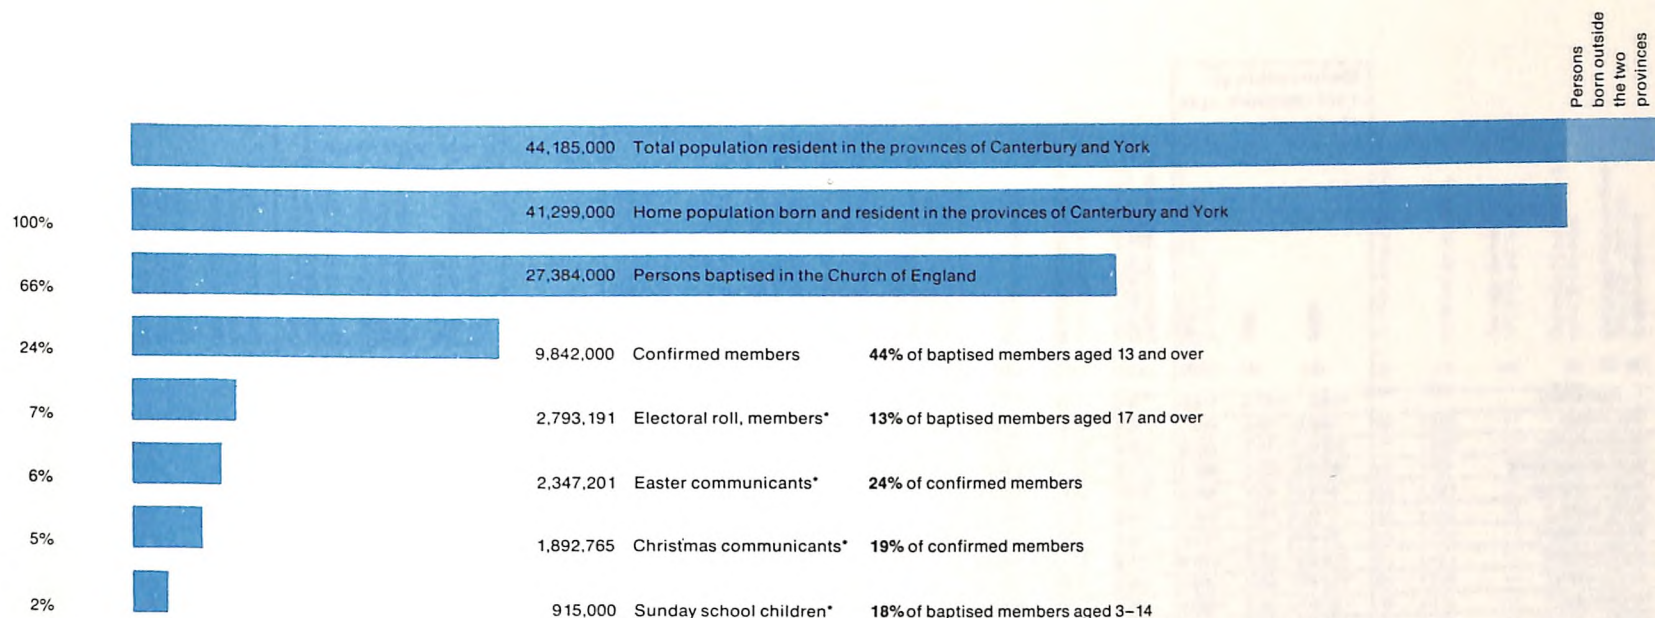 Persons
born outside
the two
provinces
44,185,000 Total population resident in the provinces of Canterbury and York
100% 41,299,000 Home population born and resident in the provinces of Canterbury and York
66% 27,384,000 Persons baptised in the Church of England
24% 9,842,000 Confirmed members 44% of baptised members aged 13 and over
7% 2,793,191 Electoral roll, members* 13% of baptised members aged 17 and over
6% 2,347,201 Easter communicants* 24% of confirmed members
5% 1,892,765 Christmas communicants* 19% of confirmed members
2% 915,000 Sunday school children* 18% of baptised members aged 3–14